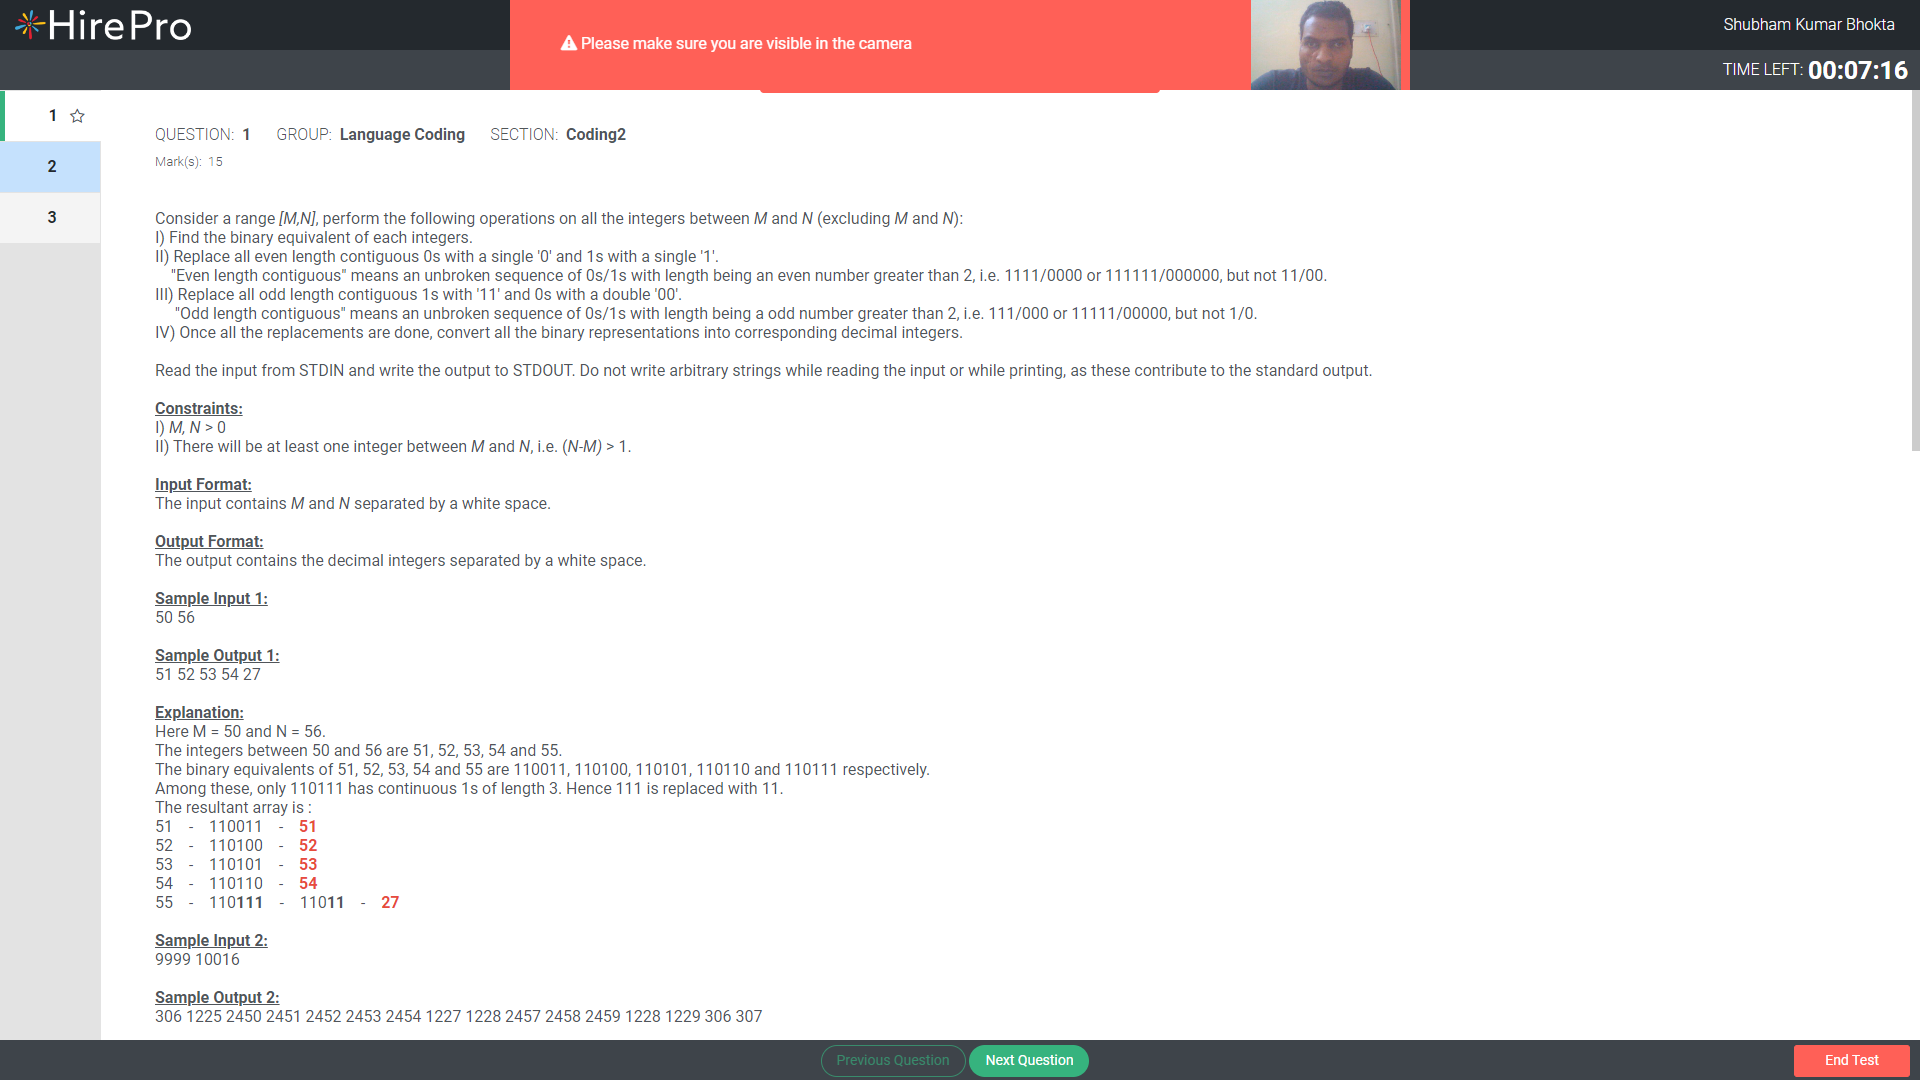 HirePro
Please make sure you are visible in the camera
Shubham Kumar Bhokta
TIME LEFT: 00:07:16
1
2
3
QUESTION: 1 GROUP: Language Coding SECTION: Coding2
Mark(s): 15
Consider a range [M,N], perform the following operations on all the integers between M and N (excluding M and N):
I) Find the binary equivalent of each integers.
II) Replace all even length contiguous 0s with a single '0' and 1s with a single '1'.
"Even length contiguous" means an unbroken sequence of 0s/1s with length being an even number greater than 2, i.e. 1111/0000 or 111111/000000, but not 11/00.
III) Replace all odd length contiguous 1s with '11' and 0s with a double '00'.
"Odd length contiguous" means an unbroken sequence of 0s/1s with length being a odd number greater than 2, i.e. 111/000 or 11111/00000, but not 1/0.
IV) Once all the replacements are done, convert all the binary representations into corresponding decimal integers.
Read the input from STDIN and write the output to STDOUT. Do not write arbitrary strings while reading the input or while printing, as these contribute to the standard output.
Constraints:
I) M, N > 0
II) There will be at least one integer between M and N, i.e. (N-M) > 1.
Input Format:
The input contains M and N separated by a white space.
Output Format:
The output contains the decimal integers separated by a white space.
Sample Input 1:
50 56
Sample Output 1:
51 52 53 54 27
Explanation:
Here M = 50 and N = 56.
The integers between 50 and 56 are 51, 52, 53, 54 and 55.
The binary equivalents of 51, 52, 53, 54 and 55 are 110011, 110100, 110101, 110110 and 110111 respectively.
Among these, only 110111 has continuous 1s of length 3. Hence 111 is replaced with 11.
The resultant array is :
51 - 110011 - 51
52 - 110100 - 52
53 - 110101 - 53
54 - 110110 - 54
55 - 110111 - 11011 - 27
Sample Input 2:
9999 10016
Sample Output 2:
306 1225 2450 2451 2452 2453 2454 1227 1228 2457 2458 2459 1228 1229 306 307
Previous Question
Next Question
End Test